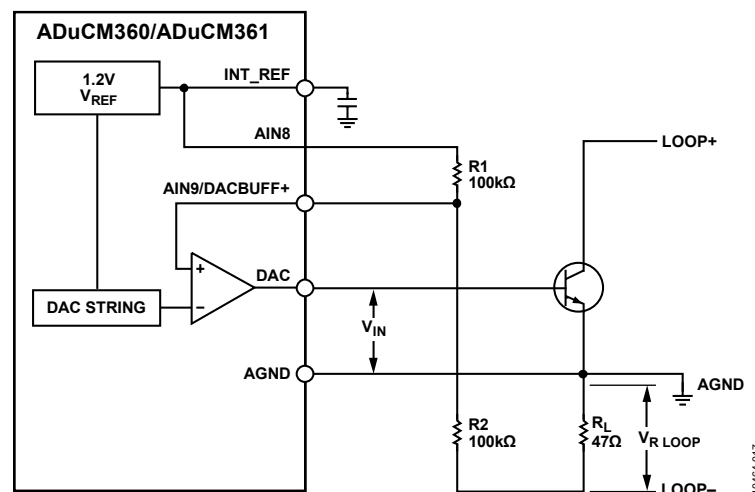 ADuCM360/ADuCM361
1.2V
VREF
INT_REF
AIN8
LOOP+
R1
100kΩ
AIN9/DACBUFF+
+
DAC
DAC STRING
−
VIN
AGND
AGND
R2
100kΩ
RL
47Ω
VR LOOP
LOOP–